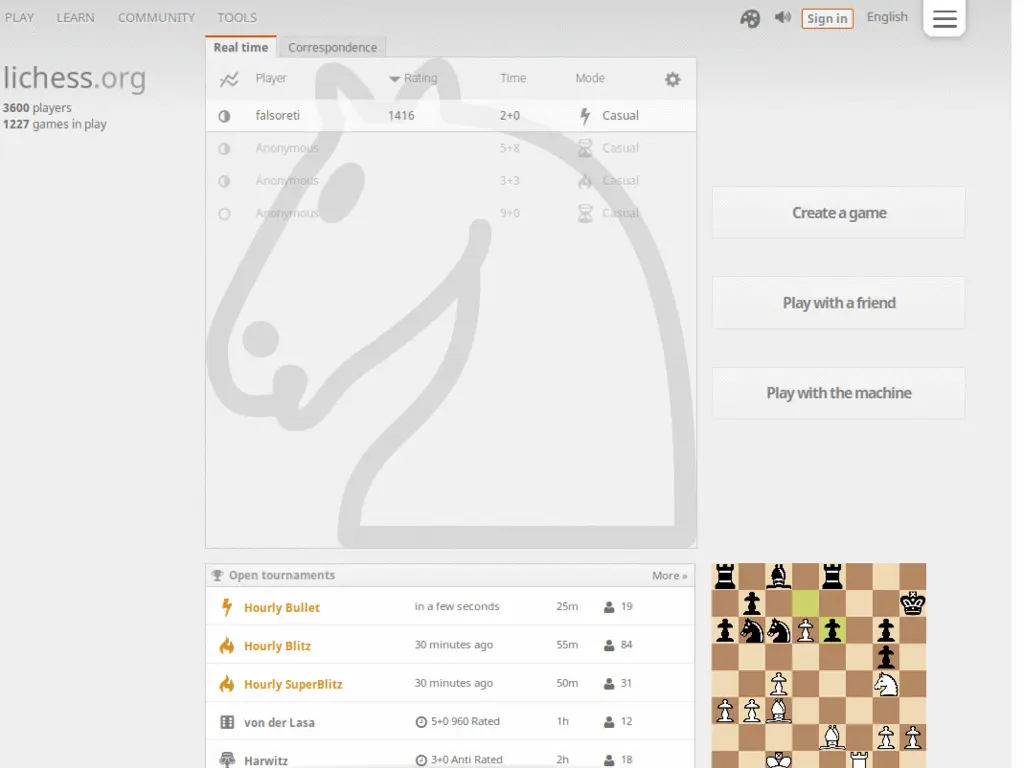 PLAY LEARN COMMUNITY TOOLS Sign in English
Real time Correspondence
lichess.org
3600 players
1227 games in play
Player Rating Time Mode
falsoreti 1416 2+0 Casual
Anonymous 5+8 Casual
Anonymous 3+3 Casual
Anonymous 9+0 Casual
Create a game
Play with a friend
Play with the machine
Open tournaments More »
Hourly Bullet in a few seconds 25m 19
Hourly Blitz 30 minutes ago 55m 84
Hourly SuperBlitz 30 minutes ago 50m 31
von der Lasa 5+0 960 Rated 1h 12
Harwitz 3+0 Anti Rated 2h 18